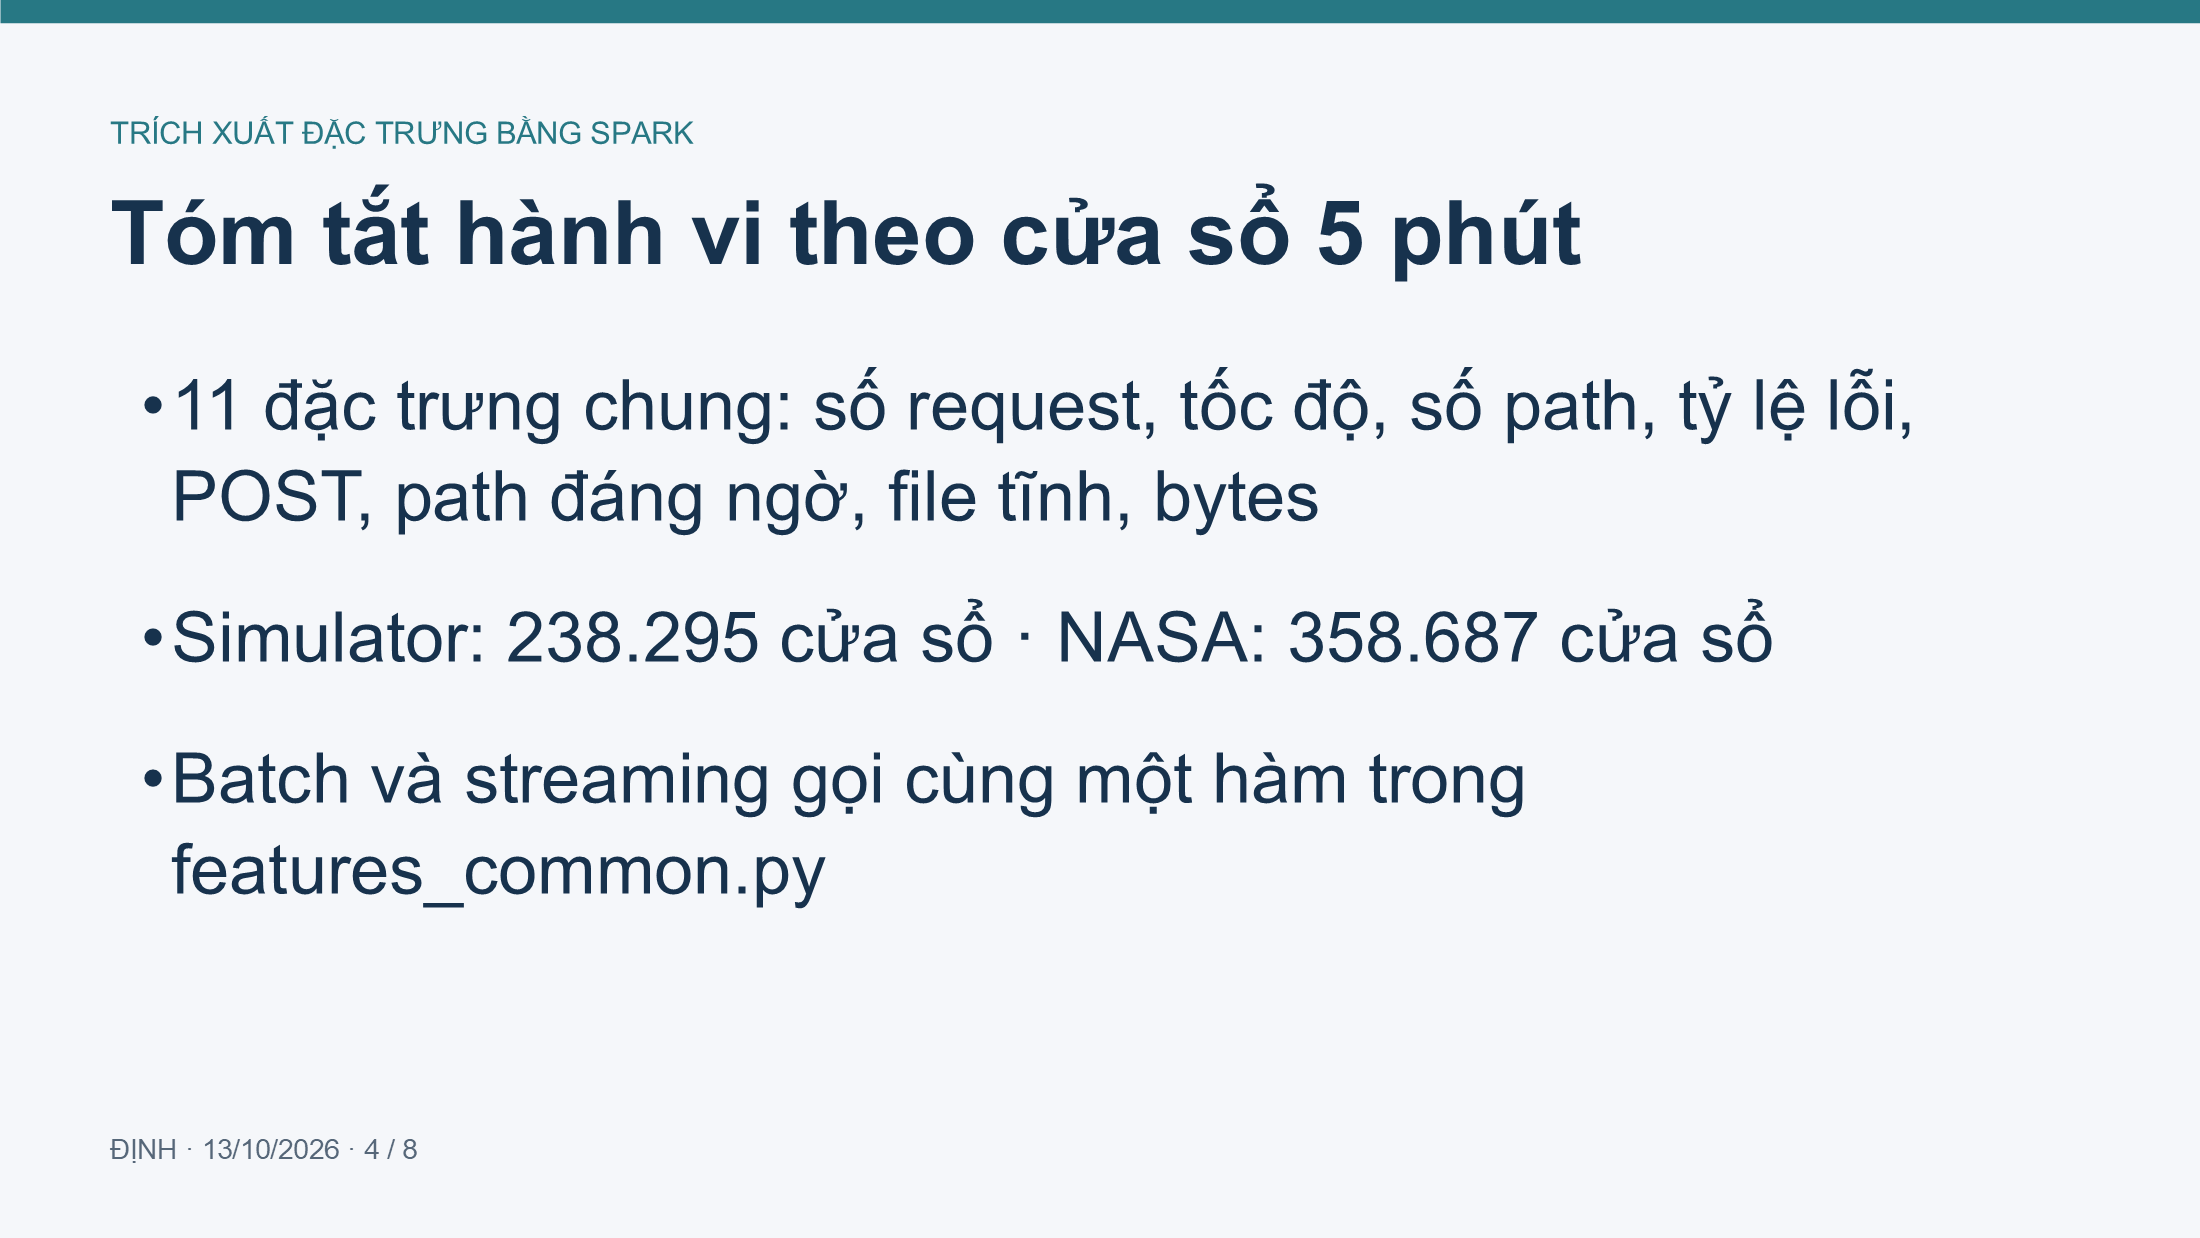 TRÍCH XUẤT ĐẶC TRƯNG BẰNG SPARK
Tóm tắt hành vi theo cửa sổ 5 phút
•11 đặc trưng chung: số request, tốc độ, số path, tỷ lệ lỗi,
POST, path đáng ngờ, file tĩnh, bytes
•Simulator: 238.295 cửa sổ · NASA: 358.687 cửa sổ
•Batch và streaming gọi cùng một hàm trong
features_common.py
ĐỊNH · 13/10/2026 · 4 / 8